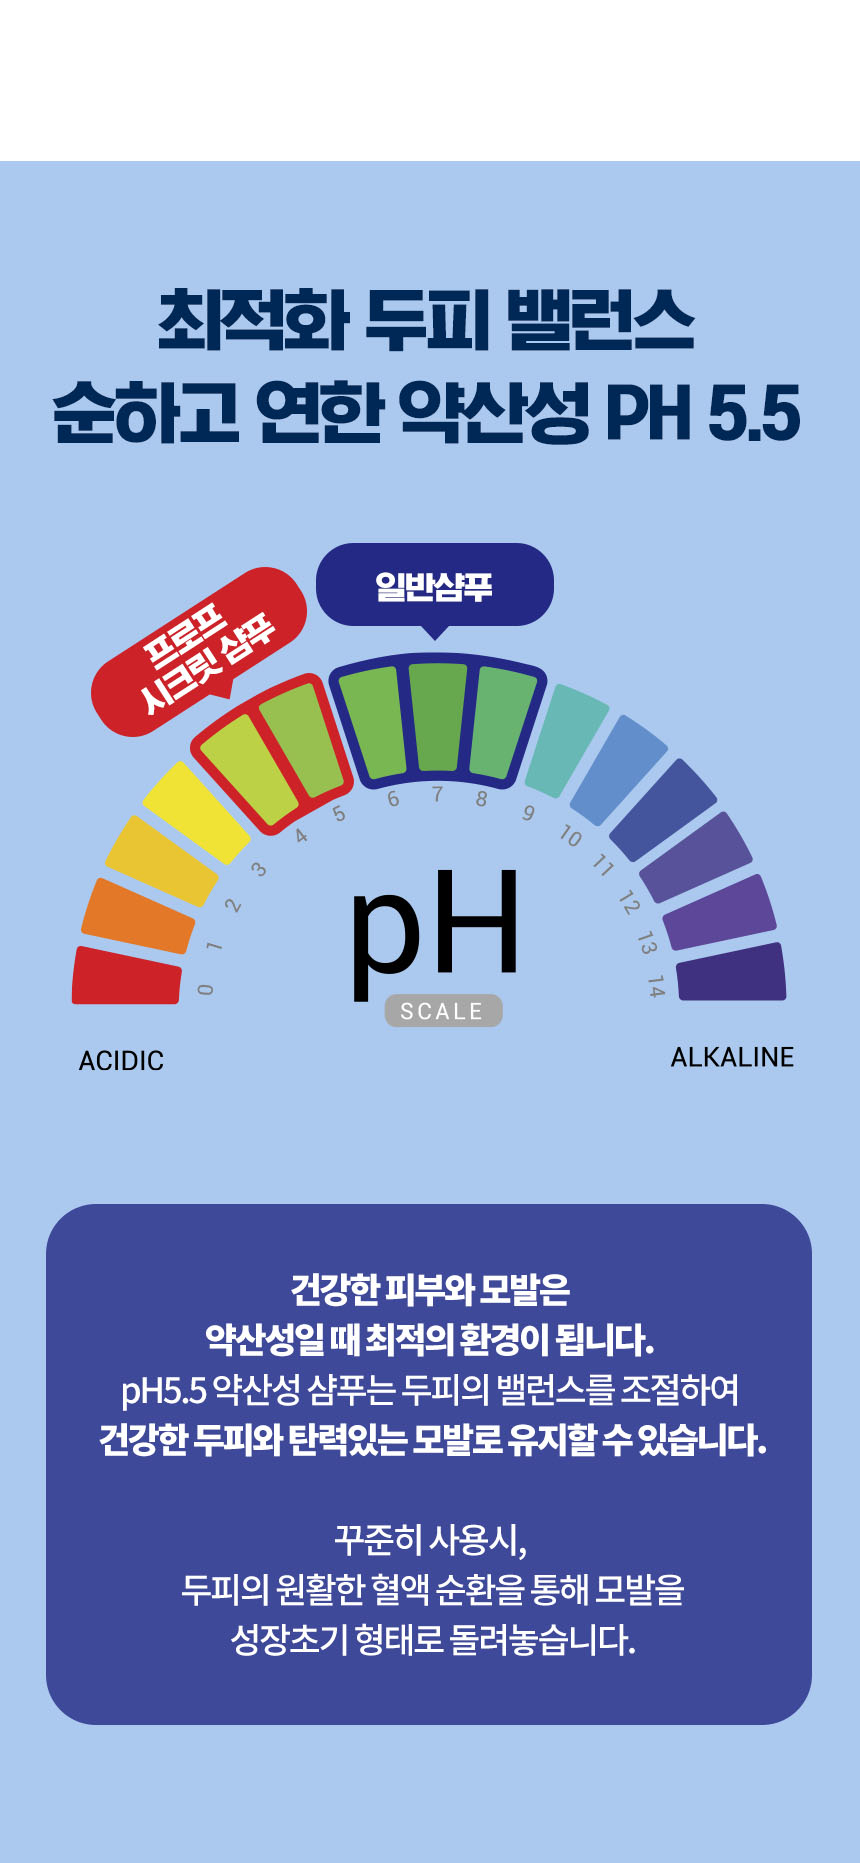 최적화 두피 밸런스
순하고 연한 약산성 PH 5.5
일반샴푸
프로프
시크릿 샴푸
0
1
2
3
4
5
6
7
8
9
10
11
12
13
14
pH
SCALE
ACIDIC
ALKALINE
건강한 피부와 모발은
약산성일 때 최적의 환경이 됩니다.
pH5.5 약산성 샴푸는 두피의 밸런스를 조절하여
건강한 두피와 탄력있는 모발로 유지할 수 있습니다.
꾸준히 사용시,
두피의 원활한 혈액 순환을 통해 모발을
성장초기 형태로 돌려놓습니다.